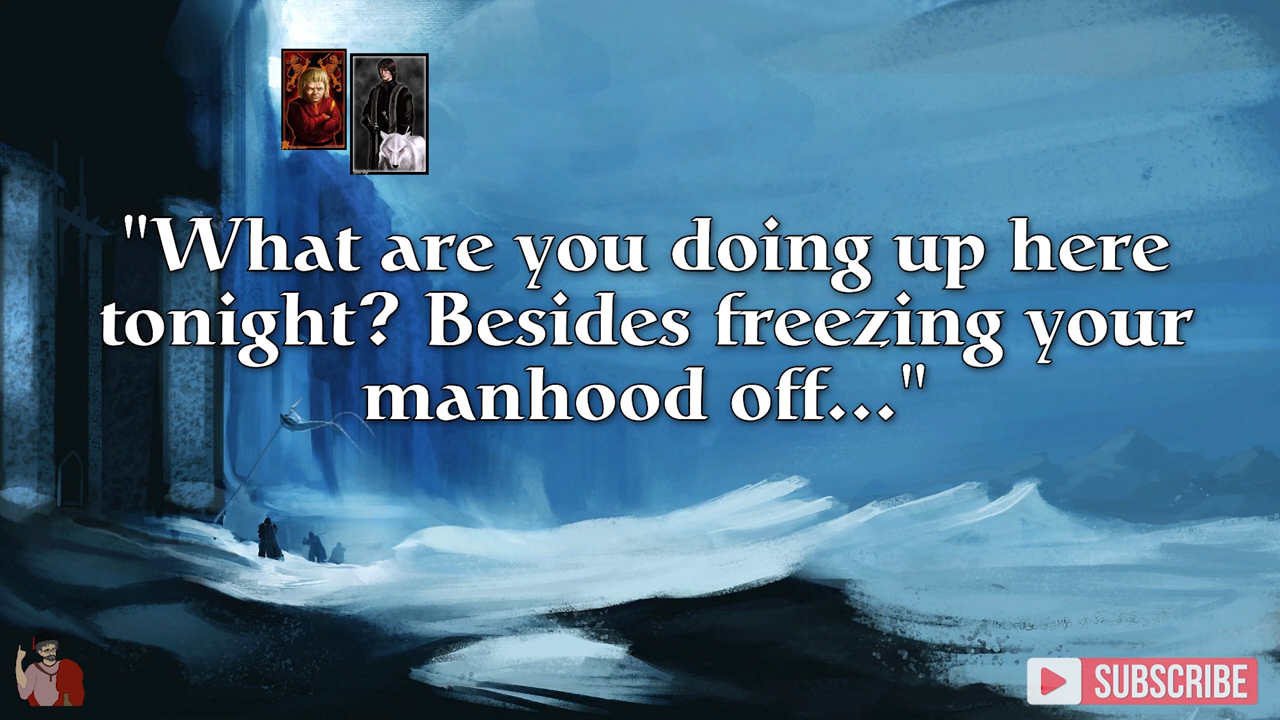 "What are you doing up here
tonight? Besides freezing your
manhood off..."
SUBSCRIBE